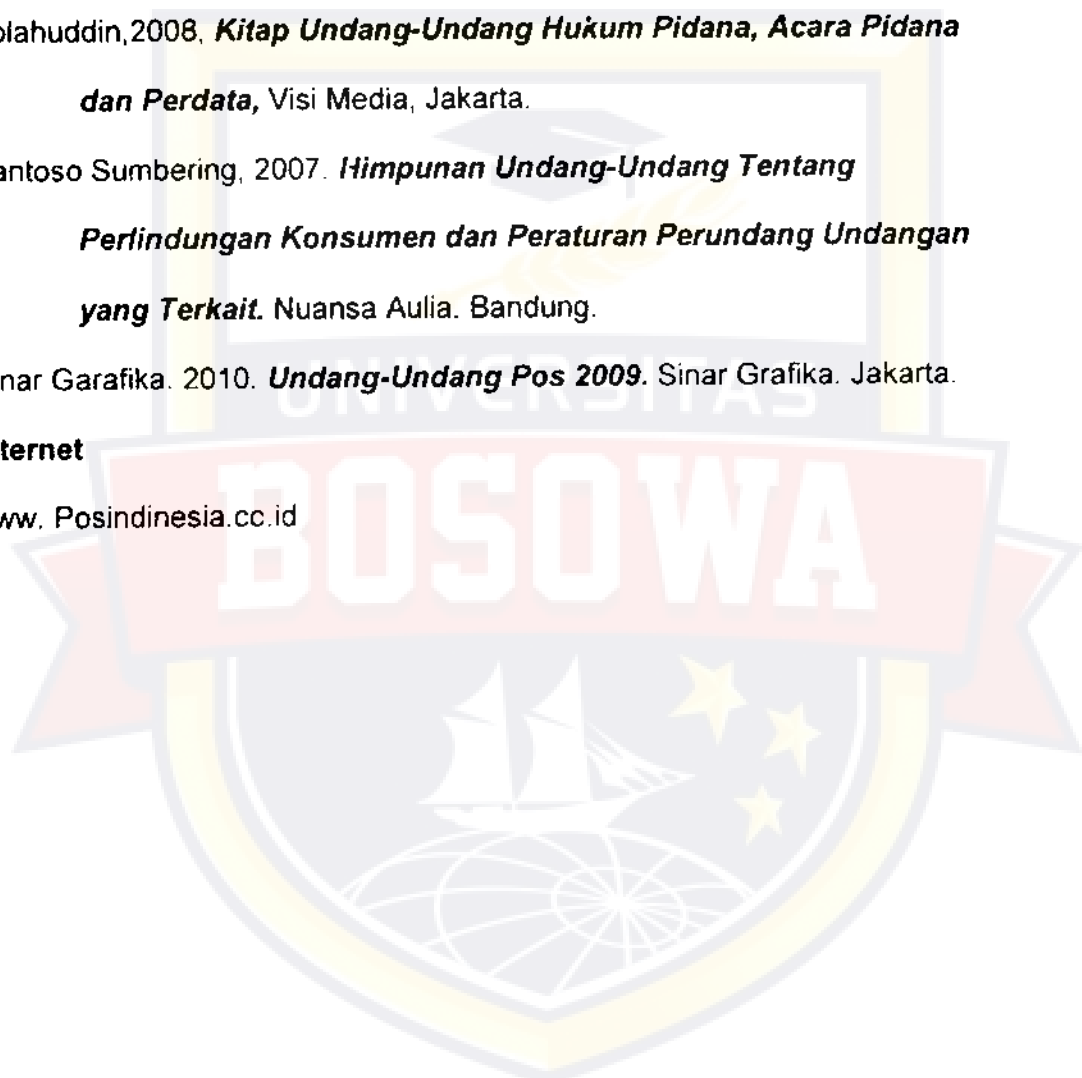 olahuddin,2008, Kitap Undang-Undang Hukum Pidana, Acara Pidana
dan Perdata, Visi Media, Jakarta.
antoso Sumbering, 2007. Himpunan Undang-Undang Tentang
Perlindungan Konsumen dan Peraturan Perundang Undangan
yang Terkait. Nuansa Aulia. Bandung.
nar Garafika. 2010. Undang-Undang Pos 2009. Sinar Grafika. Jakarta.
UNIVERSITAS
ternet
BOSOWA
ww. Posindinesia.cc.id